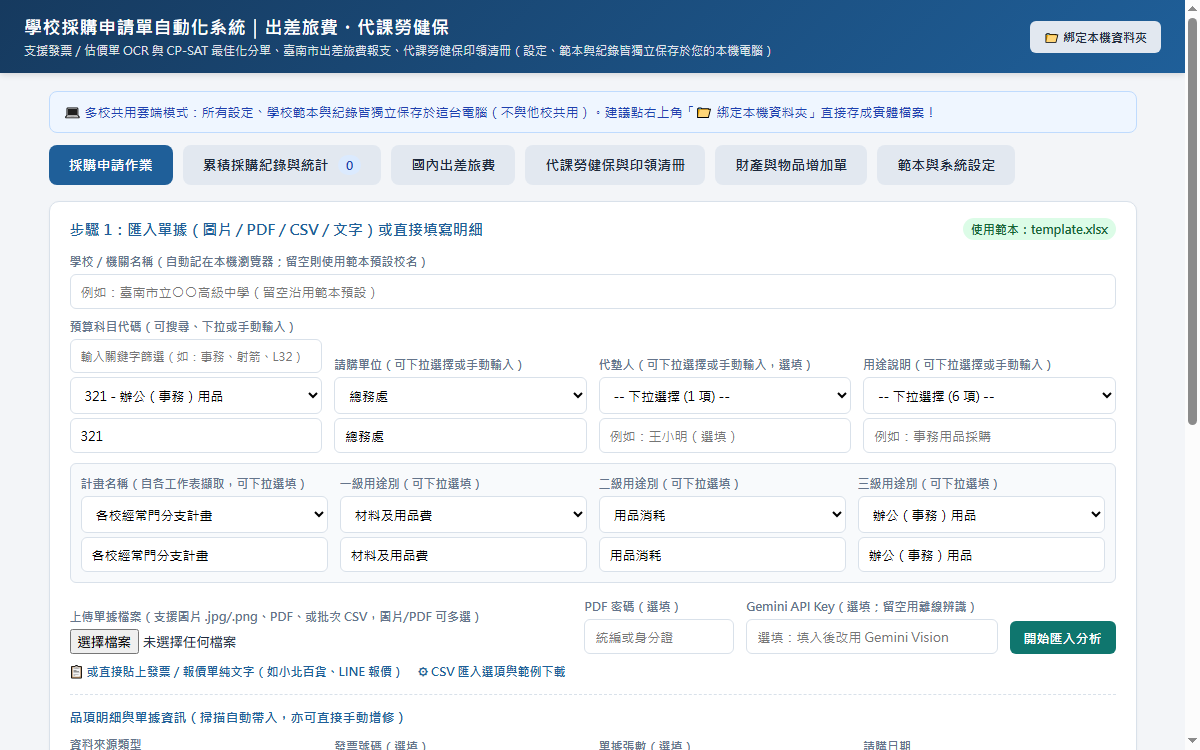 學校採購申請單自動化系統｜出差旅費．代課勞健保
支援發票 / 估價單 OCR 與 CP-SAT 最佳化分單、臺南市出差旅費報支、代課勞健保印領清冊（設定、範本與紀錄皆獨立保存於您的本機電腦）
📁 綁定本機資料夾
💻 多校共用雲端模式：所有設定、學校範本與紀錄皆獨立保存於這台電腦（不與他校共用）。建議點右上角「📁 綁定本機資料夾」直接存成實體檔案！
採購申請作業 累積採購紀錄與統計 0 國內出差旅費 代課勞健保與印領清冊 財產與物品增加單 範本與系統設定
步驟 1：匯入單據（圖片 / PDF / CSV / 文字）或直接填寫明細 使用範本：template.xlsx
學校 / 機關名稱（自動記在本機瀏覽器；留空則使用範本預設校名）
例如：臺南市立〇〇高級中學（留空沿用範本預設）
預算科目代碼（可搜尋、下拉或手動輸入）
輸入關鍵字篩選（如：事務、射箭、L32） 請購單位（可下拉選擇或手動輸入） 代墊人（可下拉選擇或手動輸入，選填） 用途說明（可下拉選擇或手動輸入）
321 - 辦公（事務）用品 總務處 -- 下拉選擇 (1 項) -- -- 下拉選擇 (6 項) --
321 總務處 例如：王小明（選填） 例如：事務用品採購
計畫名稱（自各工作表擷取，可下拉選填） 一級用途別（可下拉選填） 二級用途別（可下拉選填） 三級用途別（可下拉選填）
各校經常門分支計畫 材料及用品費 用品消耗 辦公（事務）用品
各校經常門分支計畫 材料及用品費 用品消耗 辦公（事務）用品
上傳單據檔案（支援圖片 .jpg/.png、PDF、或批次 CSV，圖片/PDF 可多選） PDF 密碼（選填） Gemini API Key（選填；留空用離線辨識）
選擇檔案 未選擇任何檔案 統編或身分證 選填：填入後改用 Gemini Vision 開始匯入分析
📋 或直接貼上發票 / 報價單純文字（如小北百貨、LINE 報價） ⚙ CSV 匯入選項與範例下載
品項明細與單據資訊（掃描自動帶入，亦可直接手動增修）
資料來源類型 發票號碼（選填） 單據張數（選填） 請購日期